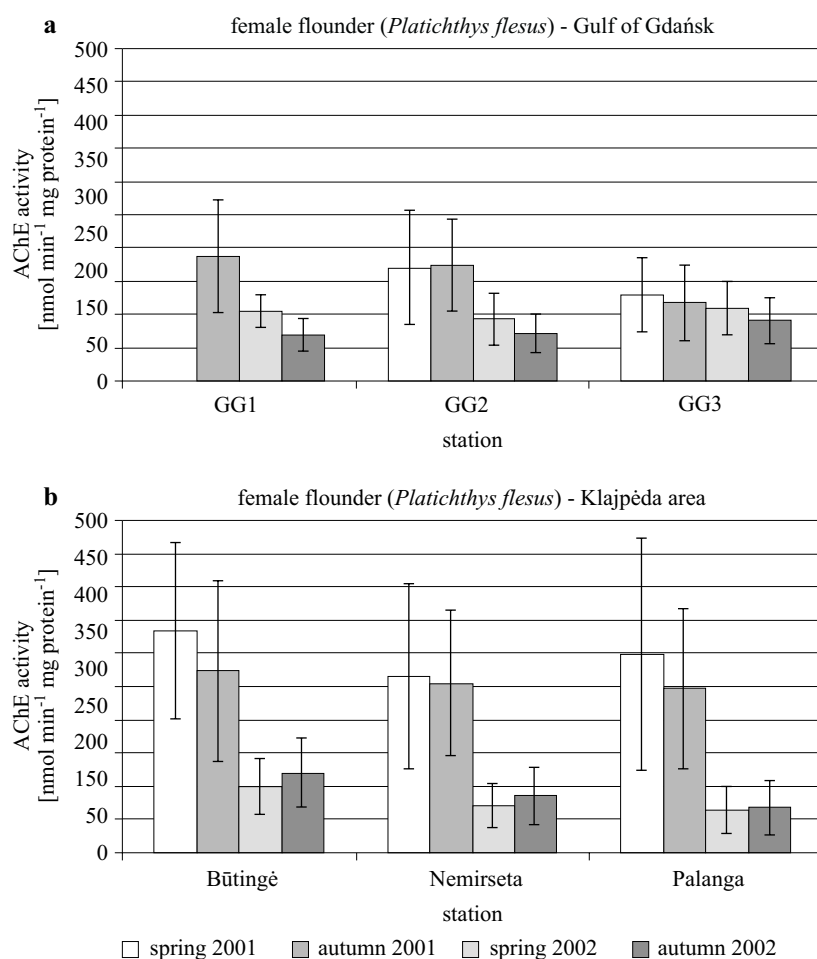 a female flounder (Platichthys flesus) - Gulf of Gdańsk
AChE activity
[nmol min-1 mg protein-1]
500
450
400
350
300
250
200
150
50
0
GG1 GG2 GG3
station
b female flounder (Platichthys flesus) - Klajpėda area
AChE activity
[nmol min-1 mg protein-1]
500
450
400
350
300
250
200
150
50
0
Būtingė Nemirseta Palanga
station
spring 2001 autumn 2001 spring 2002 autumn 2002